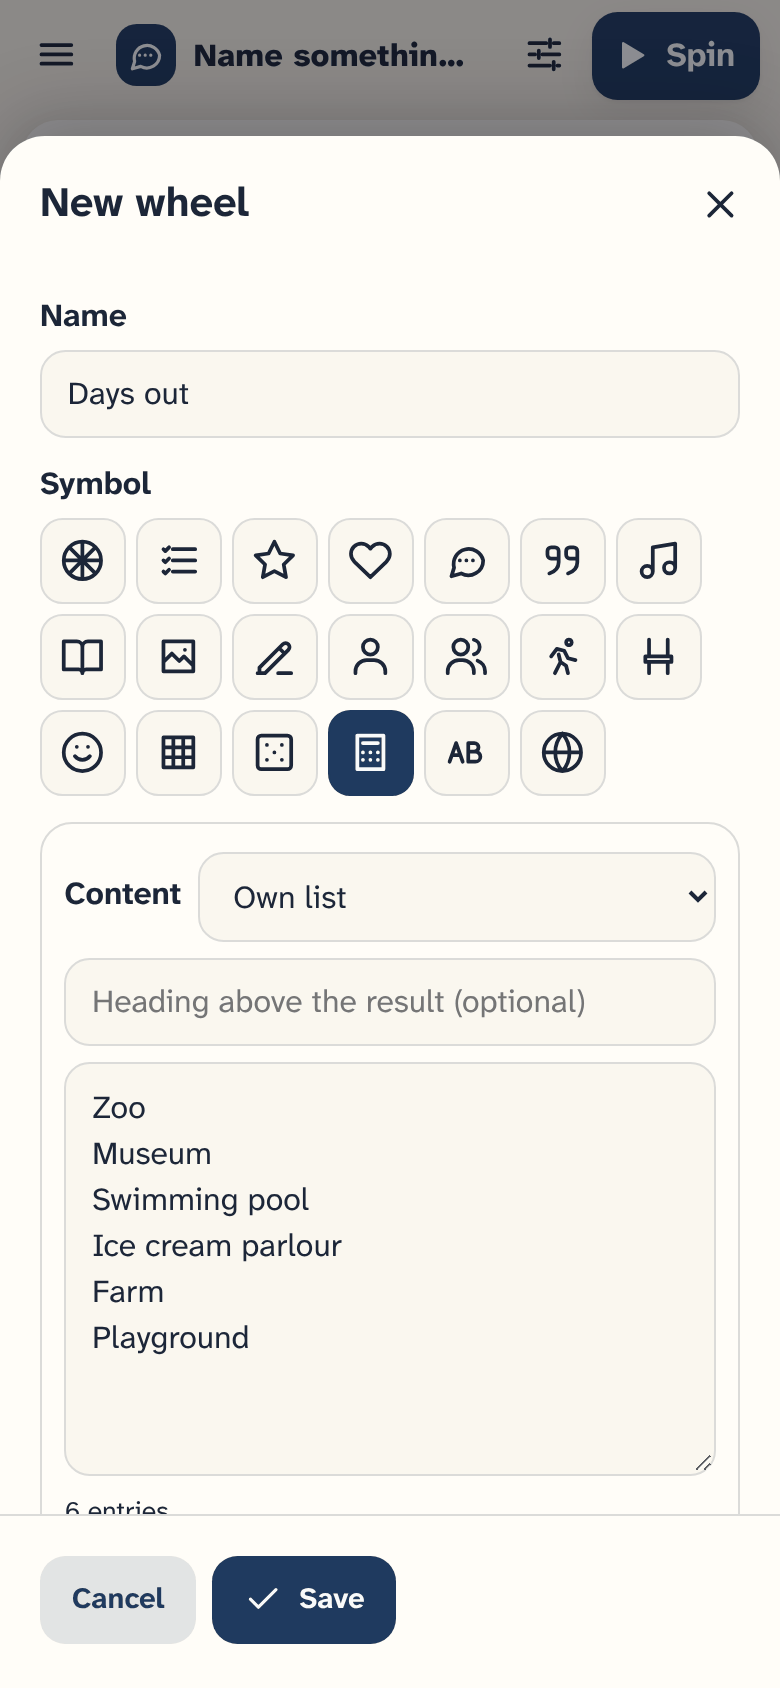 Name somethin...
Spin
New wheel
Name
Days out
Symbol
AB
Content
Own list
Heading above the result (optional)
Zoo
Museum
Swimming pool
Ice cream parlour
Farm
Playground
6 entries
Cancel
Save